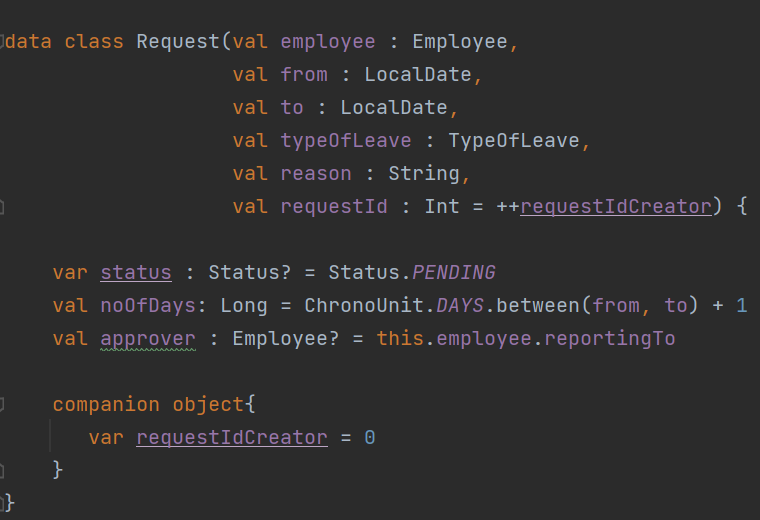 data class Request(val employee : Employee,
val from : LocalDate,
val to : LocalDate,
val typeOfLeave : TypeOfLeave,
val reason : String,
val requestId : Int = ++requestIdCreator) {
var status : Status? = Status.PENDING
val noOfDays: Long = ChronoUnit.DAYS.between(from, to) + 1
val approver : Employee? = this.employee.reportingTo
companion object{
var requestIdCreator = 0
}
}